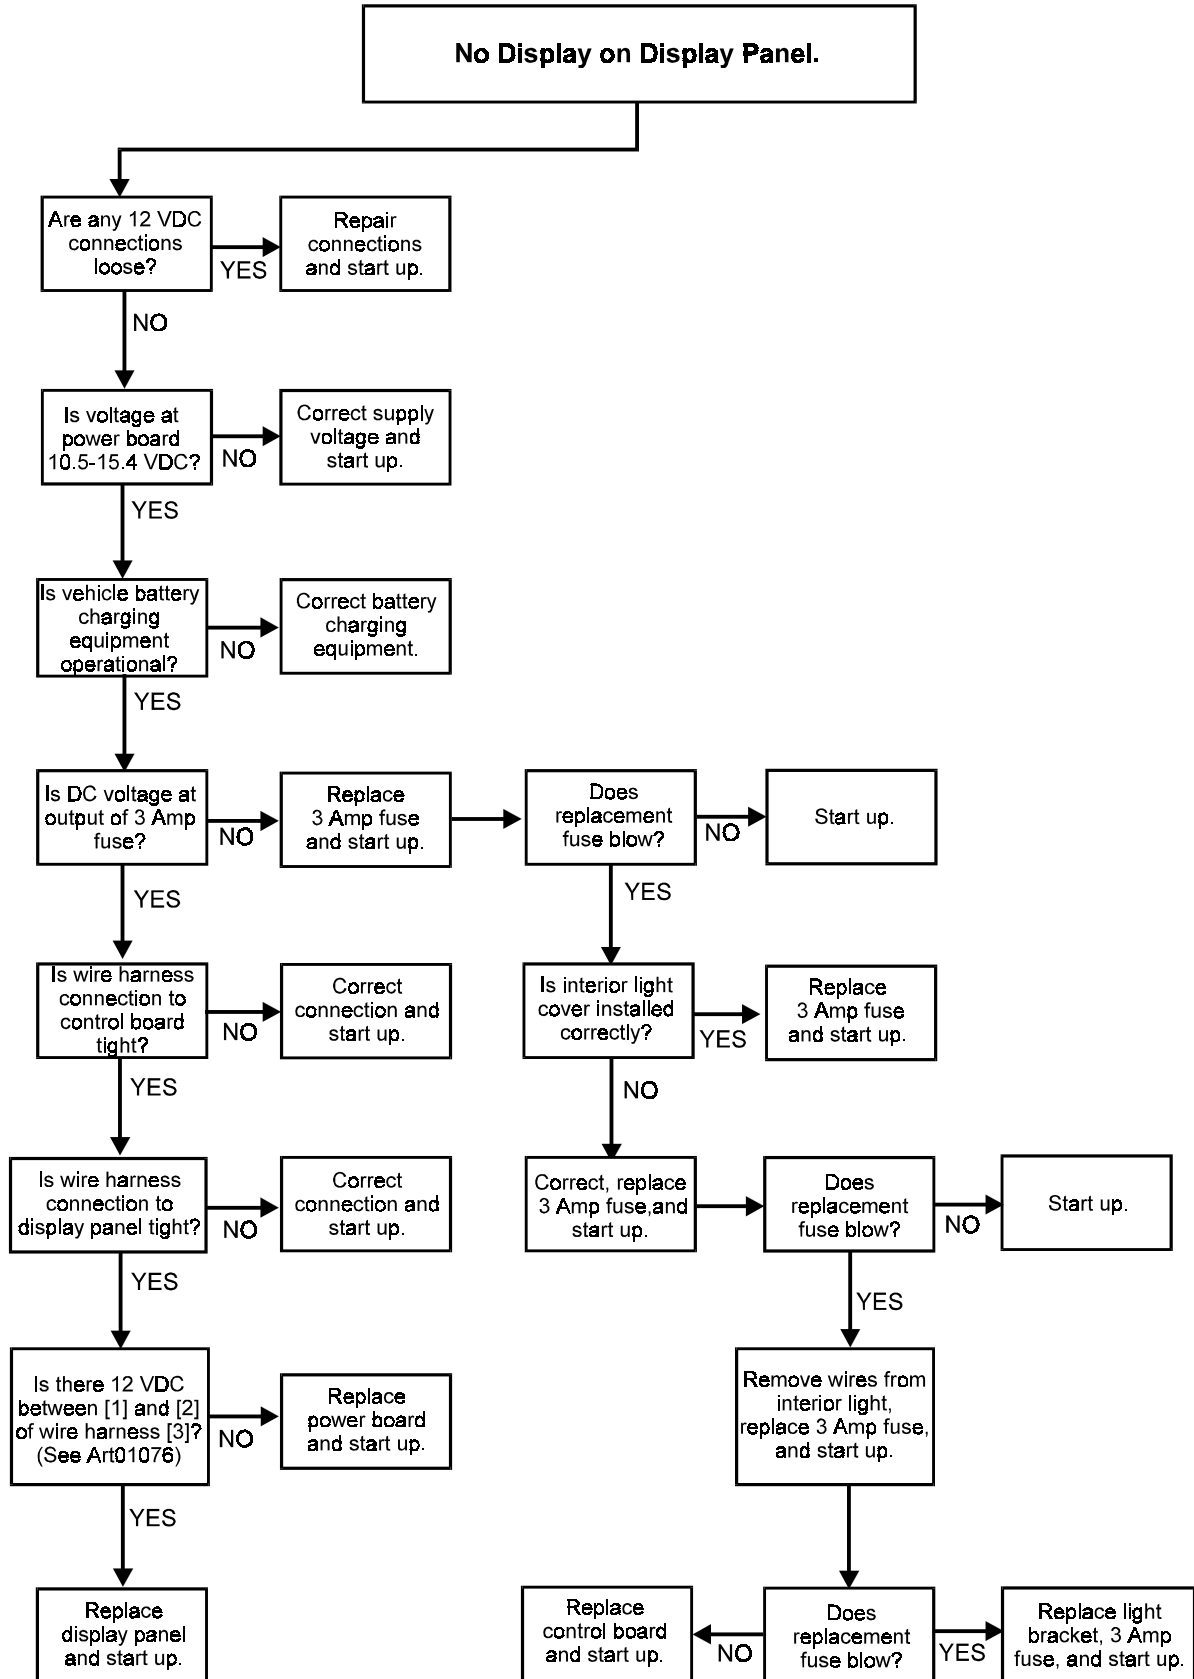 No Display on Display Panel.
Are any 12 VDC
connections
loose?
YES
Repair
connections
and start up.
NO
Is voltage at
power board
10.5-15.4 VDC?
NO
Correct supply
voltage and
start up.
YES
Is vehicle battery
charging
equipment
operational?
NO
Correct battery
charging
equipment.
YES
Is DC voltage at
output of 3 Amp
fuse?
NO
Replace
3 Amp fuse
and start up.
Does
replacement
fuse blow?
NO
Start up.
YES
YES
Is wire harness
connection to
control board
tight?
NO
Correct
connection and
start up.
Is interior light
cover installed
correctly?
YES
Replace
3 Amp fuse
and start up.
YES
NO
Is wire harness
connection to
display panel tight?
NO
Correct
connection and
start up.
Correct, replace
3 Amp fuse,and
start up.
Does
replacement
fuse blow?
NO
Start up.
YES
YES
Is there 12 VDC
between [1] and [2]
of wire harness [3]?
(See Art01076)
NO
Replace
power board
and start up.
Remove wires from
interior light,
replace 3 Amp fuse,
and start up.
YES
Replace
display panel
and start up.
Replace
control board
and start up.
NO
Does
replacement
fuse blow?
YES
Replace light
bracket, 3 Amp
fuse, and start up.